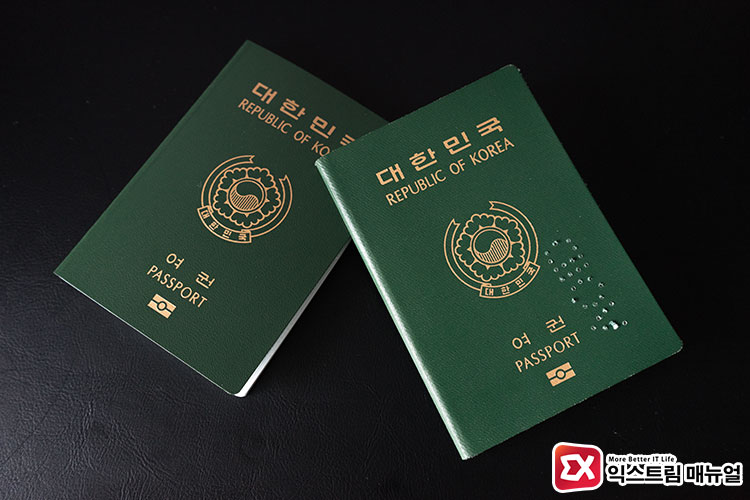 대한민국
REPUBLIC OF KO
대한민국
여권
PASSPORT
대한민국
REPUBLIC OF KOREA
대한민국
여권
PASSPORT
EX
More Better IT Life
익스트림 매뉴얼